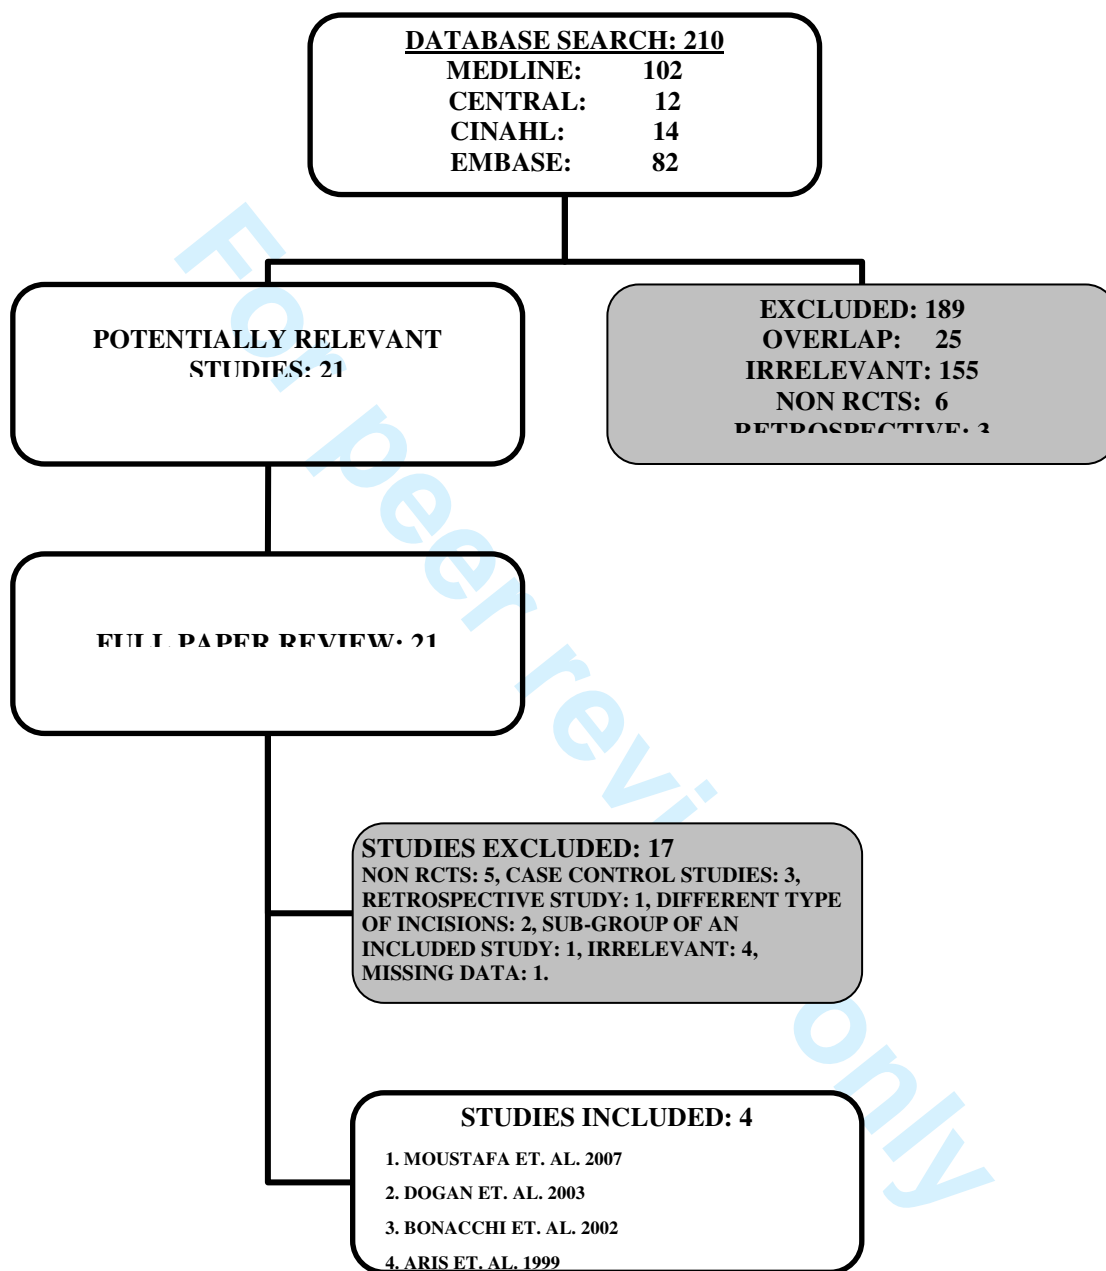 DATABASE SEARCH: 210
MEDLINE: 102
CENTRAL: 12
CINAHL: 14
EMBASE: 82
POTENTIALLY RELEVANT
STUDIES: 21
EXCLUDED: 189
OVERLAP: 25
IRRELEVANT: 155
NON RCTS: 6
RETROSPECTIVE: 3
FULL PAPER REVIEW: 21
STUDIES EXCLUDED: 17
NON RCTS: 5, CASE CONTROL STUDIES: 3,
RETROSPECTIVE STUDY: 1, DIFFERENT TYPE
OF INCISIONS: 2, SUB-GROUP OF AN
INCLUDED STUDY: 1, IRRELEVANT: 4,
MISSING DATA: 1.
STUDIES INCLUDED: 4
1. MOUSTAFA ET. AL. 2007
2. DOGAN ET. AL. 2003
3. BONACCHI ET. AL. 2002
4. ARIS ET. AL. 1999
For peer review only